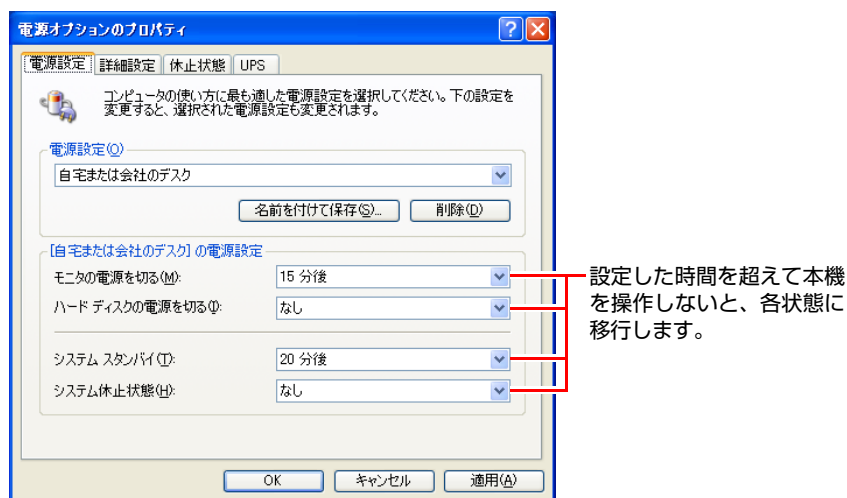 電源オプションのプロパティ
電源設定 詳細設定 休止状態 UPS
コンピュータの使い方に最も適した電源設定を選択してください。下の設定を
変更すると、選択された電源設定も変更されます。
電源設定(O)
自宅または会社のデスク
名前を付けて保存(S)... 削除(D)
[自宅または会社のデスク] の電源設定
モニタの電源を切る(M): 15 分後
ハード ディスクの電源を切る(I): なし
システム スタンバイ(T): 20 分後
システム休止状態(H): なし
設定した時間を超えて本機
を操作しないと、各状態に
移行します。
OK キャンセル 適用(A)